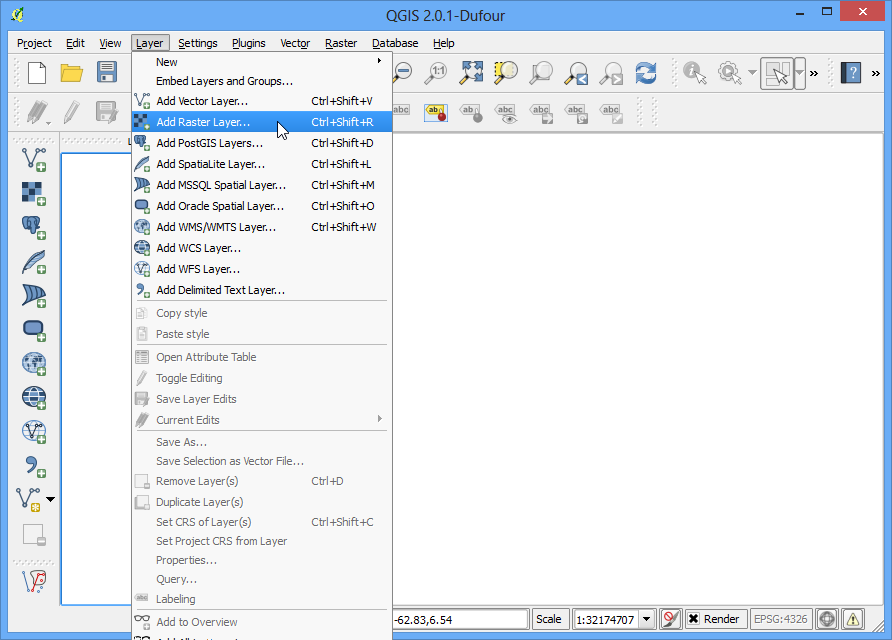 QGIS 2.0.1-Dufour
Project Edit View Layer Settings Plugins Vector Raster Database Help
New
Embed Layers and Groups...
Add Vector Layer... Ctrl+Shift+V
Add Raster Layer... Ctrl+Shift+R
Add PostGIS Layers... Ctrl+Shift+D
Add SpatiaLite Layer... Ctrl+Shift+L
Add MSSQL Spatial Layer... Ctrl+Shift+M
Add Oracle Spatial Layer... Ctrl+Shift+O
Add WMS/WMTS Layer... Ctrl+Shift+W
Add WCS Layer...
Add WFS Layer...
Add Delimited Text Layer...
Copy style
Paste style
Open Attribute Table
Toggle Editing
Save Layer Edits
Current Edits
Save As...
Save Selection as Vector File...
Remove Layer(s) Ctrl+D
Duplicate Layer(s)
Set CRS of Layer(s) Ctrl+Shift+C
Set Project CRS from Layer
Properties...
Query...
Labeling
Add to Overview
-62.83,6.54 Scale 1:32174707 Render EPSG:4326